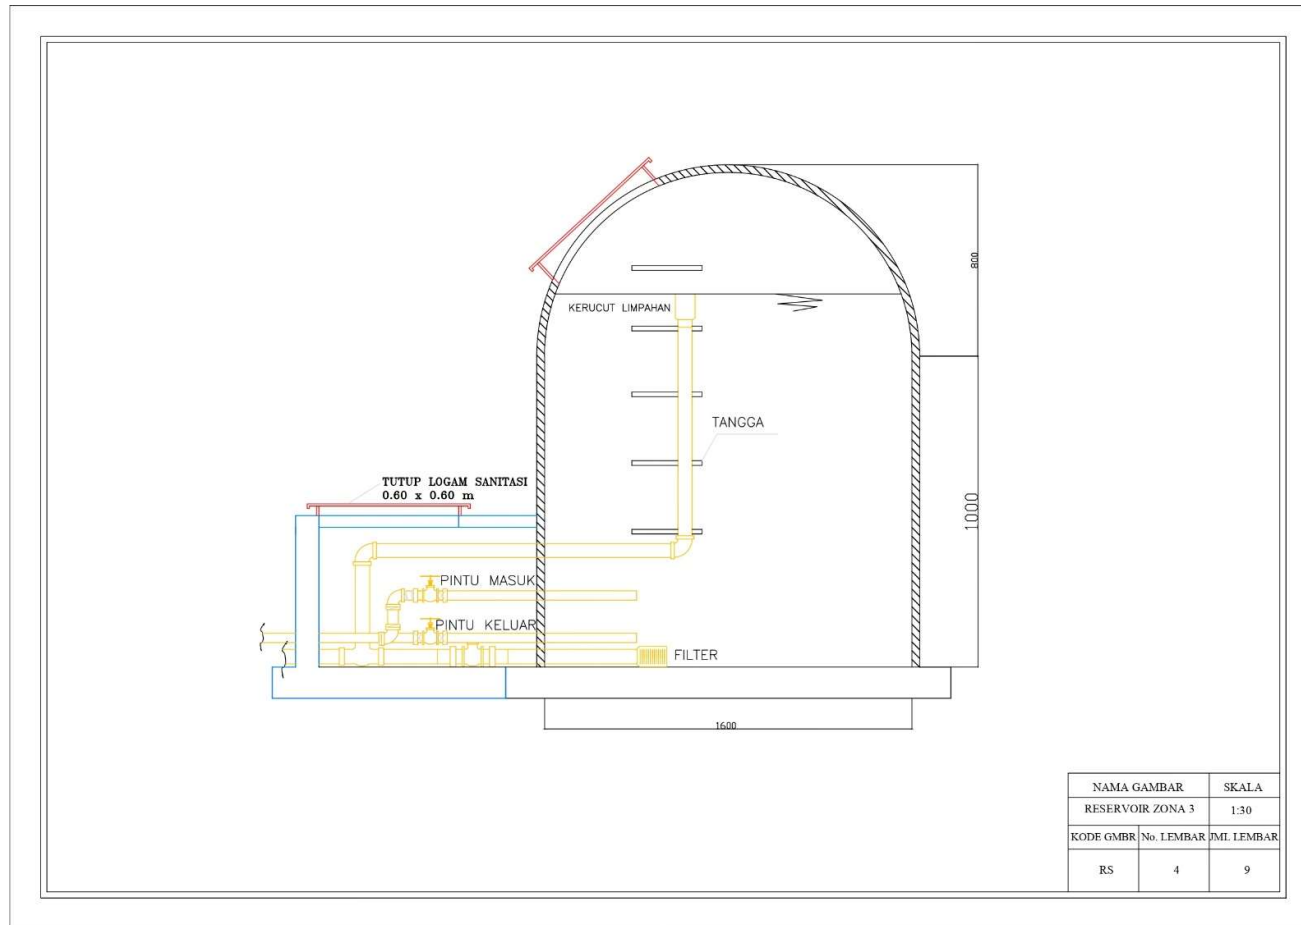 800
KERUCUT LIMPAHAN
TANGGA
TUTUP LOGAM SANITASI
0.60 x 0.60 m
1000
PINTU MASUK
PINTU KELUAR
FILTER
1600
NAMA GAMBAR
SKALA
RESERVOIR ZONA 3
1:30
KODE GMBR
No. LEMBAR
JML LEMBAR
RS
4
9